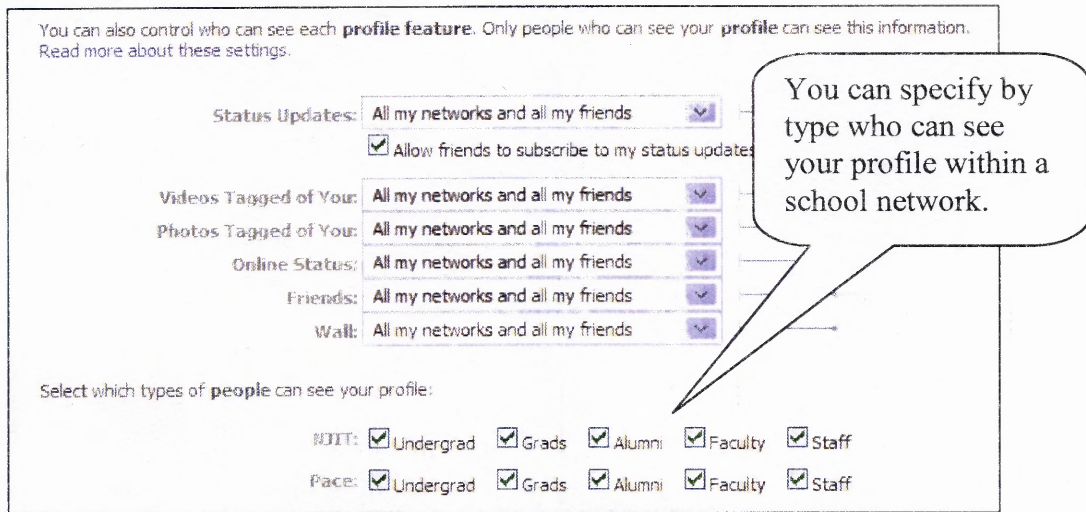 You can also control who can see each profile feature. Only people who can see your profile can see this information.
Read more about these settings.
Status Updates: All my networks and all my friends
Allow friends to subscribe to my status updates
Videos Tagged of You: All my networks and all my friends
Photos Tagged of You: All my networks and all my friends
Online Status: All my networks and all my friends
Friends: All my networks and all my friends
Wall: All my networks and all my friends
You can specify by
type who can see
your profile within a
school network.
Select which types of people can see your profile:
NJIT: Undergrad Grads Alumni Faculty Staff
Pace: Undergrad Grads Alumni Faculty Staff